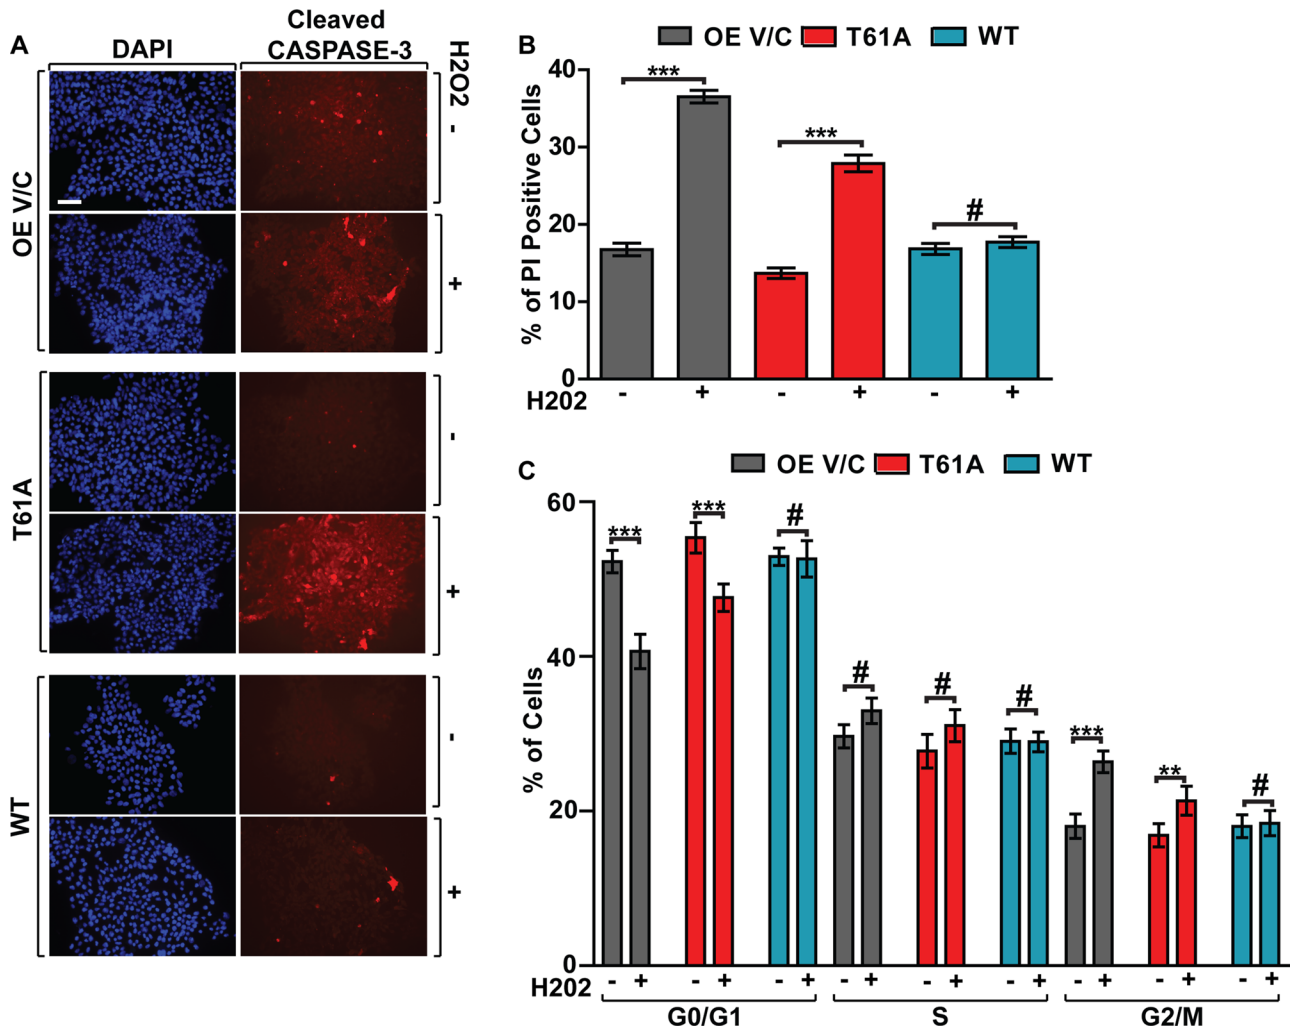 A
DAPI
Cleaved
CASPASE-3
H2O2
OE V/C
-
+
T61A
-
+
WT
-
+
B
OE V/C T61A WT
% of PI Positive Cells
40
30
20
10
0
*** *** #
H202 - + - + - +
C
OE V/C T61A WT
% of Cells
60
40
20
0
*** *** # # # # *** ** #
H202 - + - + - + - + - + - + - + - + - +
G0/G1 S G2/M